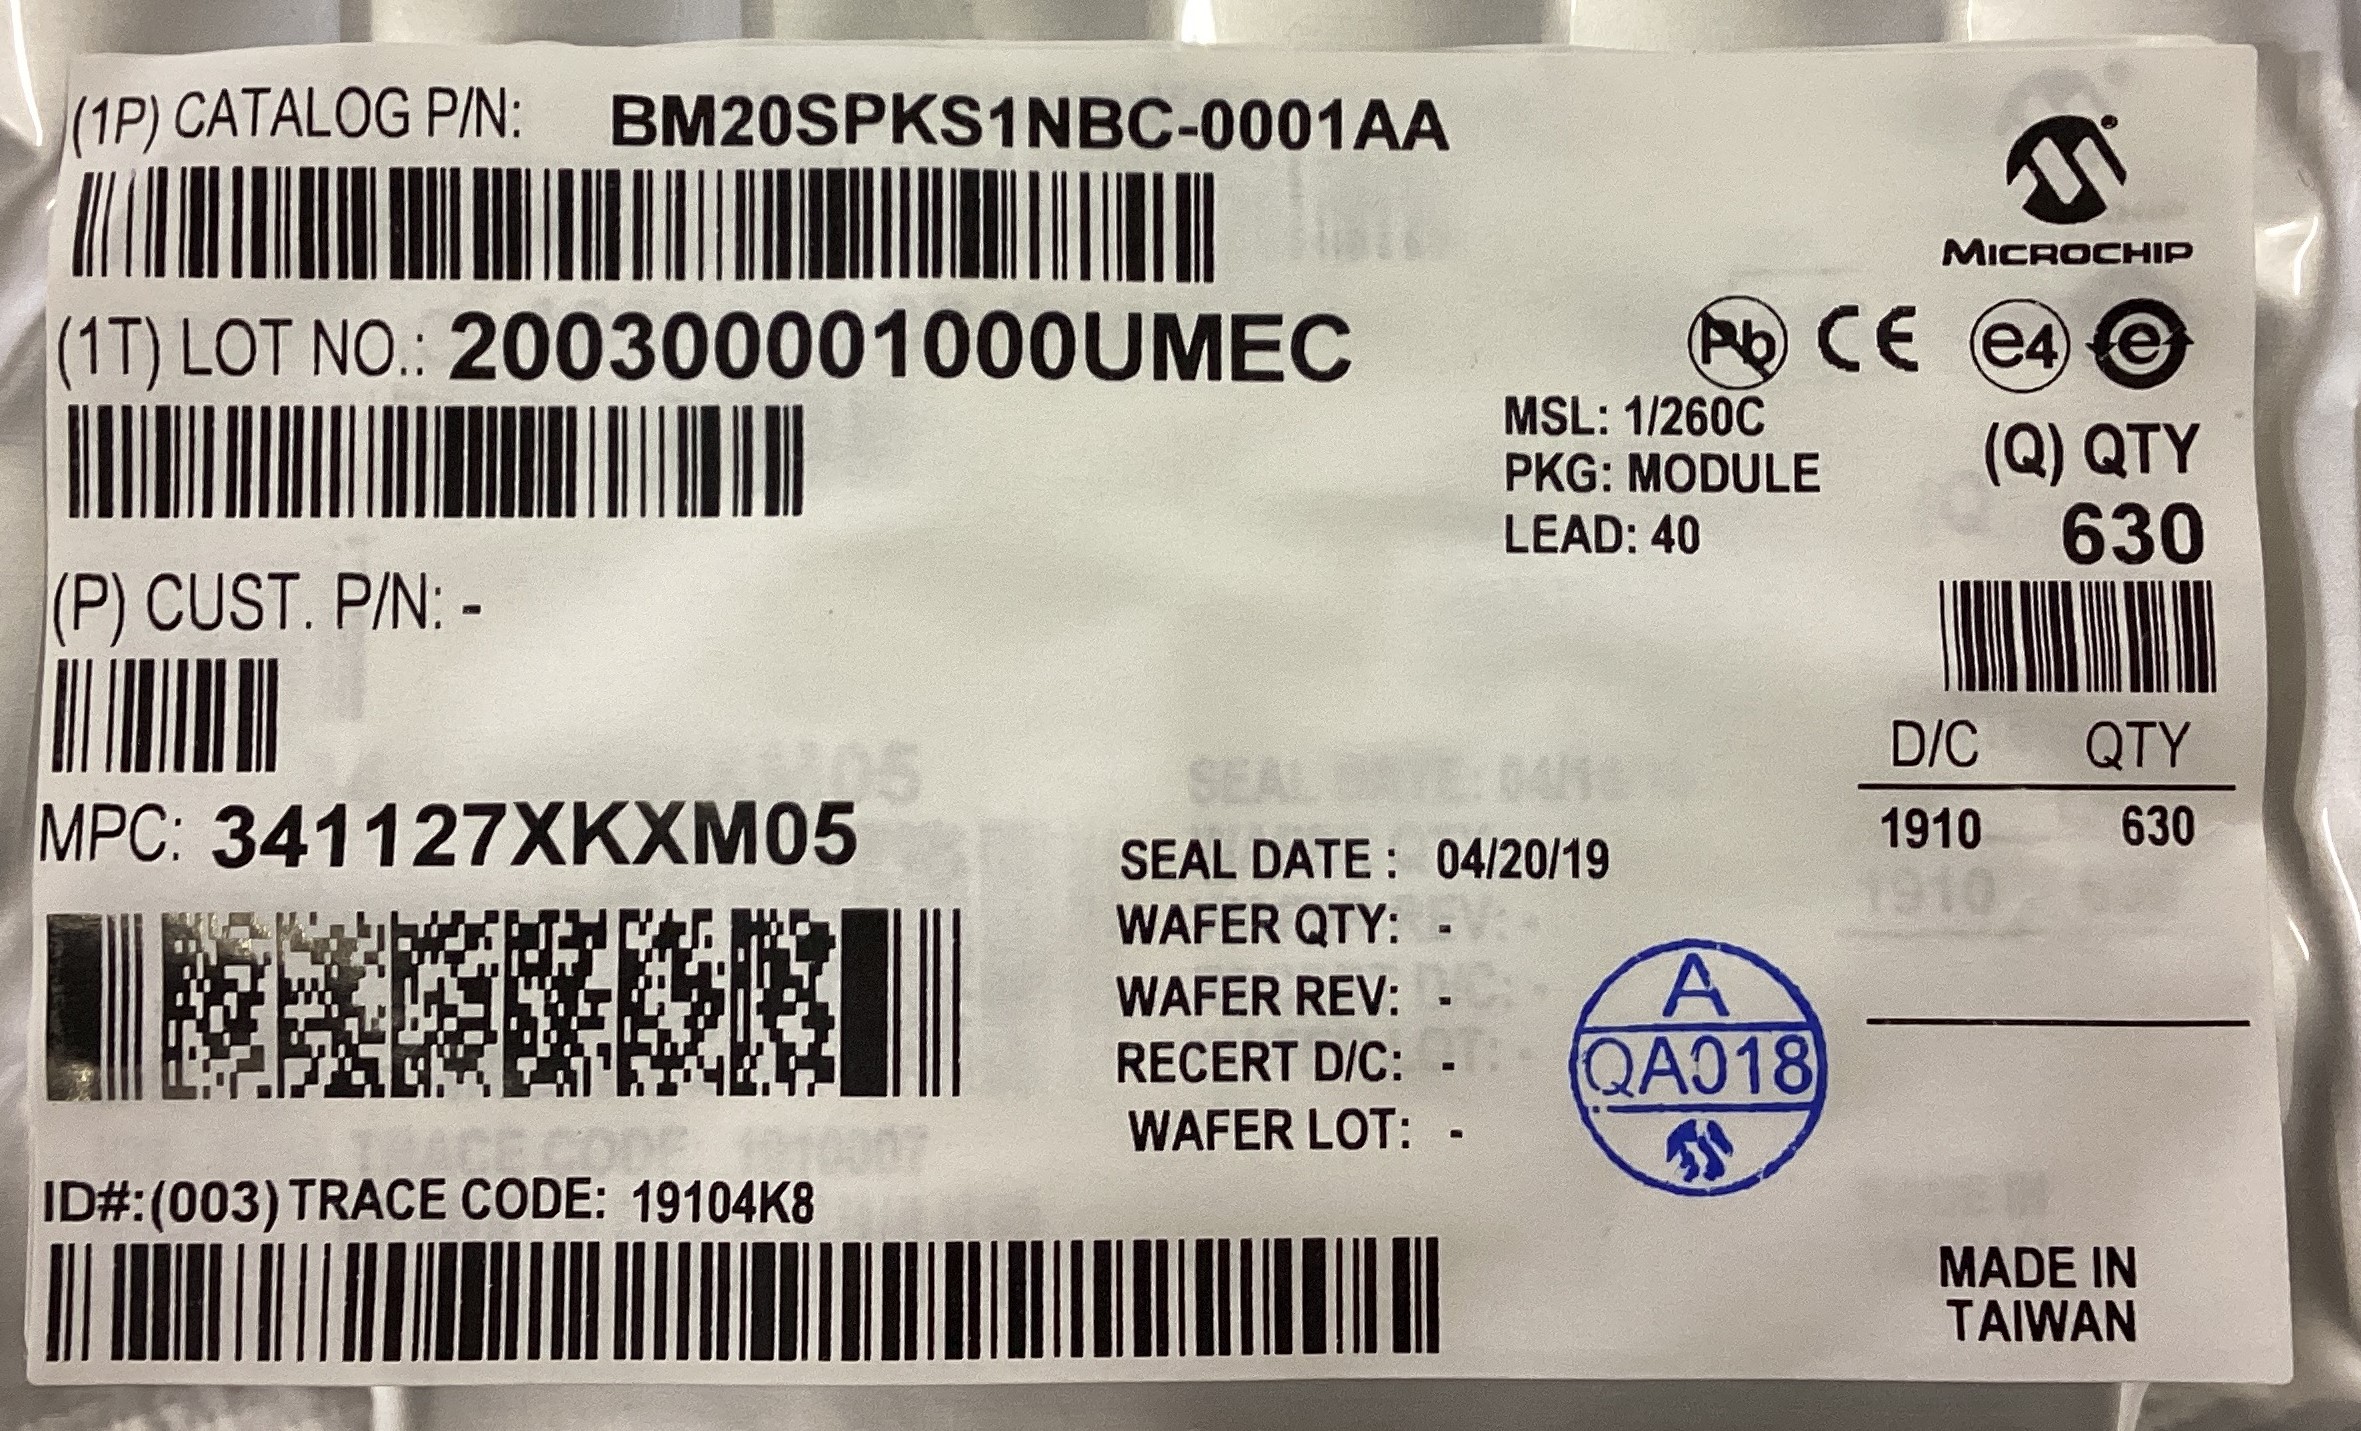 (1P) CATALOG P/N: BM20SPKS1NBC-0001AA
MICROCHIP
(1T) LOT NO.: 200300001000UMEC
Pb CE e4 e
MSL: 1/260C
PKG: MODULE
LEAD: 40
(Q) QTY
630
(P) CUST. P/N: -
D/C QTY
1910 630
MPC: 341127XKXM05
SEAL DATE : 04/20/19
WAFER QTY: -
WAFER REV: -
RECERT D/C: -
WAFER LOT: -
A
QA018
ID#:(003) TRACE CODE: 19104K8
MADE IN
TAIWAN